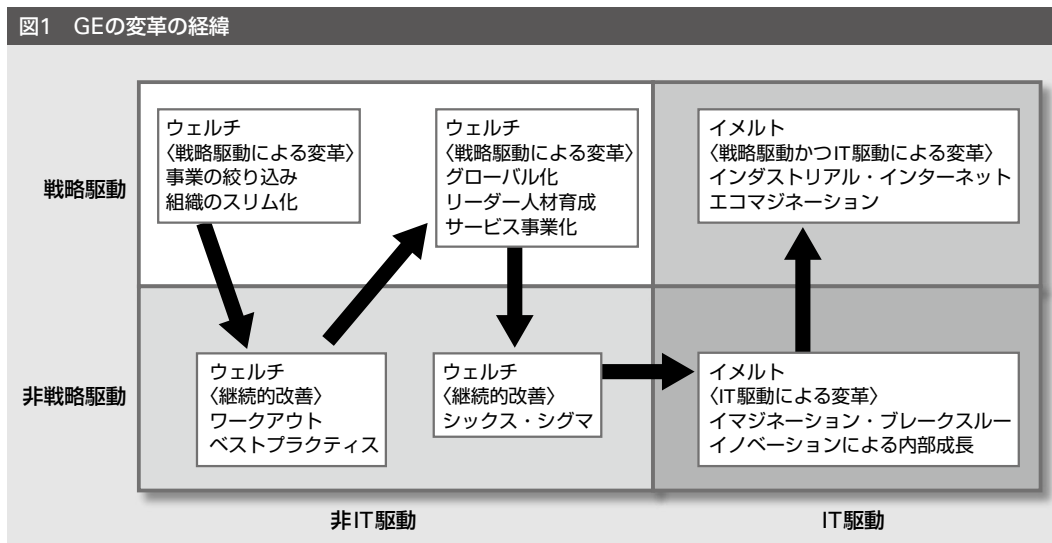 図1 GEの変革の経緯
戦略駆動
ウェルチ
〈戦略駆動による変革〉
事業の絞り込み
組織のスリム化
ウェルチ
〈戦略駆動による変革〉
グローバル化
リーダー人材育成
サービス事業化
イメルト
〈戦略駆動かつIT駆動による変革〉
インダストリアル・インターネット
エコマジネーション
非戦略駆動
ウェルチ
〈継続的改善〉
ワークアウト
ベストプラクティス
ウェルチ
〈継続的改善〉
シックス・シグマ
イメルト
〈IT駆動による変革〉
イマジネーション・ブレークスルー
イノベーションによる内部成長
非IT駆動
IT駆動